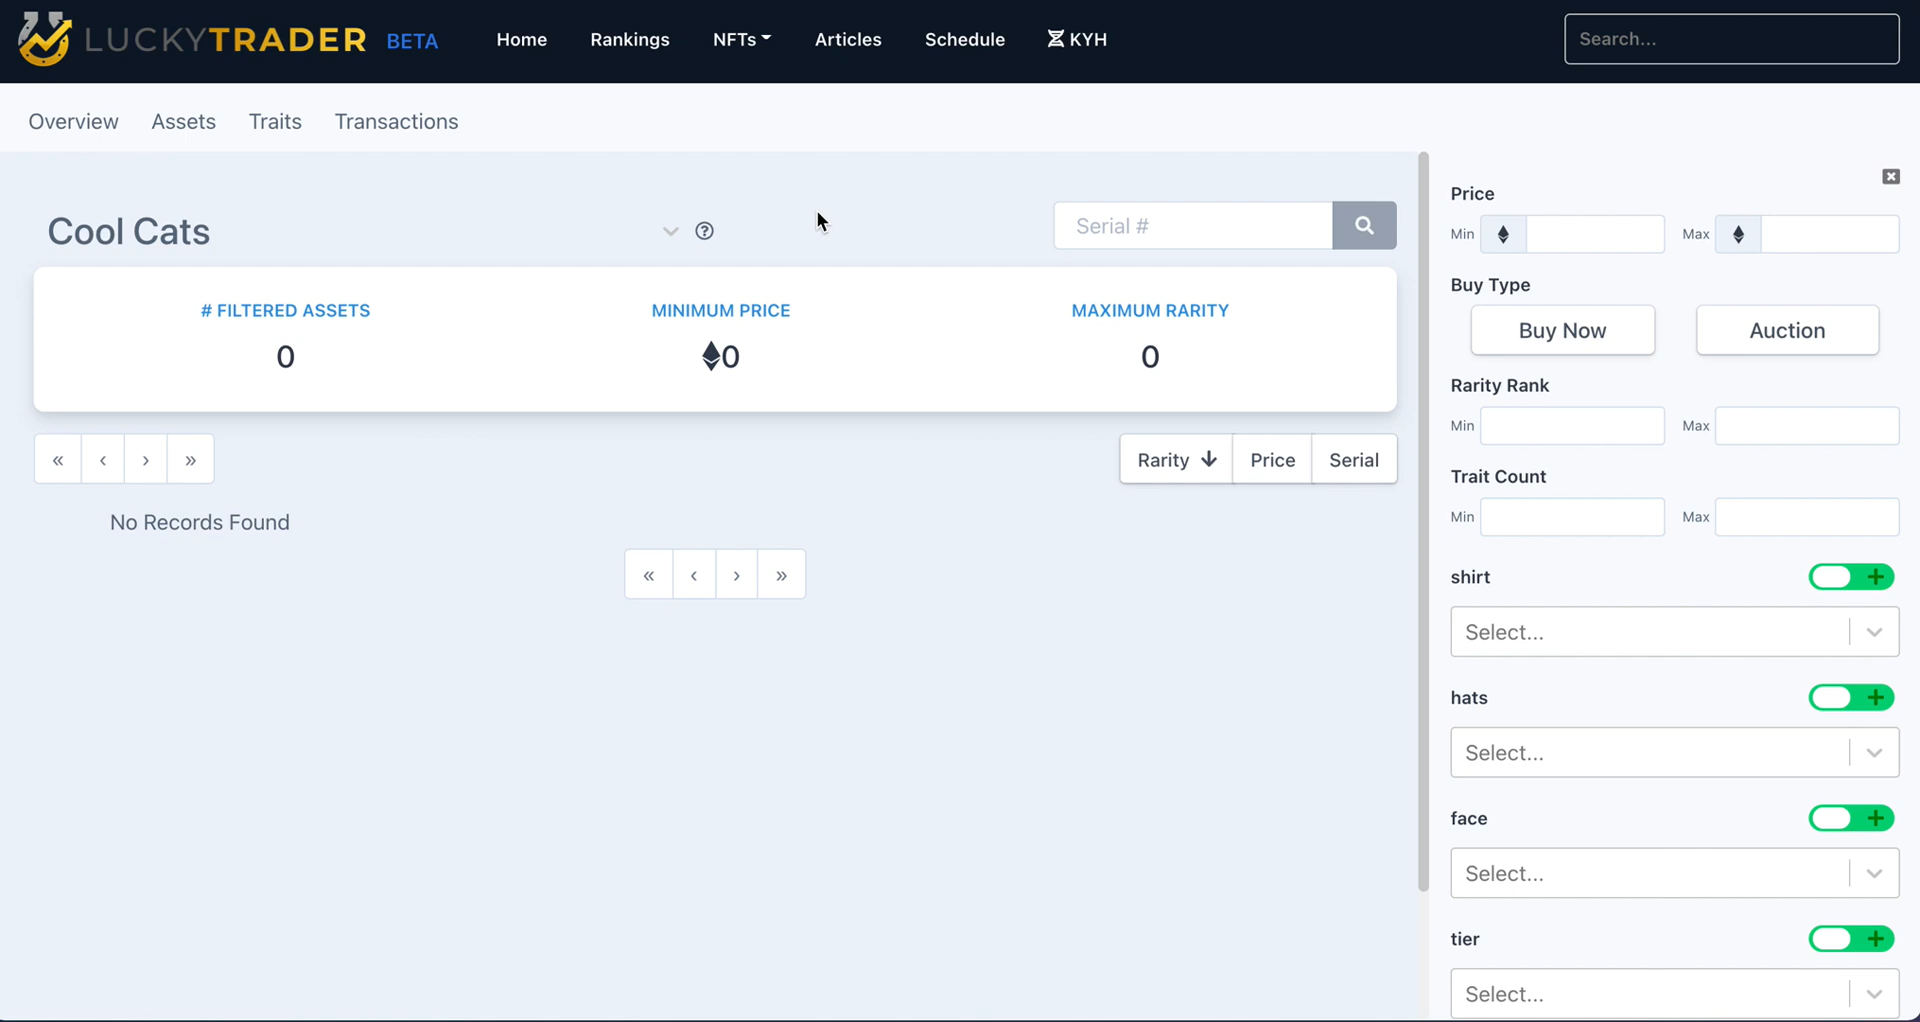 LUCKYTRADER BETA Home Rankings NFTs Articles Schedule KYH Search...
Overview Assets Traits Transactions
Cool Cats
Serial #
# FILTERED ASSETS MINIMUM PRICE MAXIMUM RARITY
0 0 0
« ‹ › »
Rarity Price Serial
No Records Found
« ‹ › »
Price
Min Max
Buy Type
Buy Now Auction
Rarity Rank
Min Max
Trait Count
Min Max
shirt
Select...
hats
Select...
face
Select...
tier
Select...